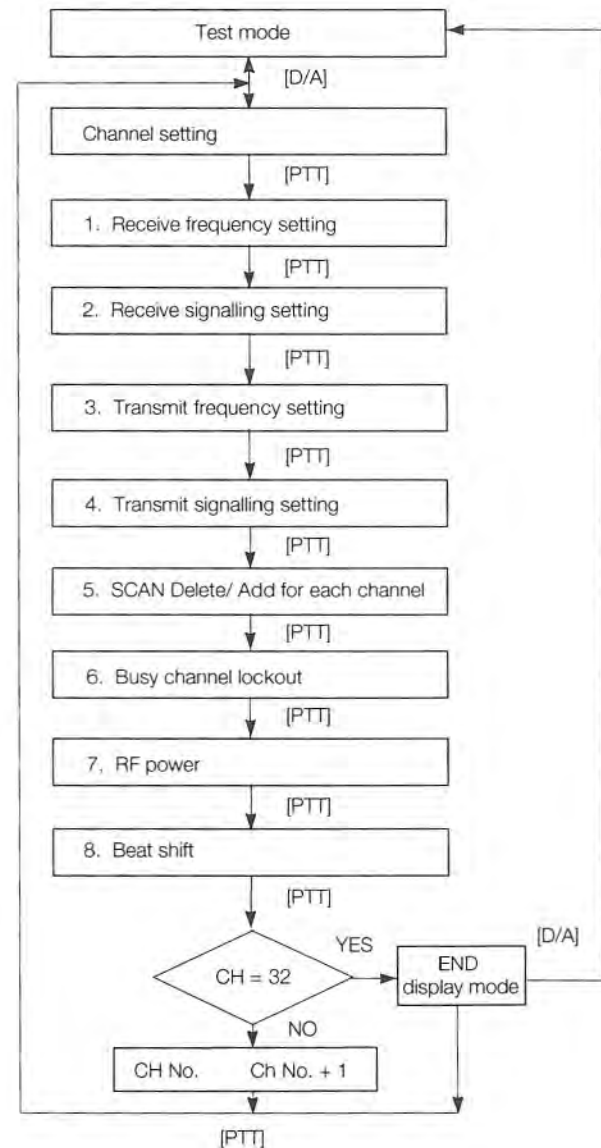 Test mode
[D/A]
Channel setting
[PTT]
1. Receive frequency setting
[PTT]
2. Receive signalling setting
[PTT]
3. Transmit frequency setting
[PTT]
4. Transmit signalling setting
[PTT]
5. SCAN Delete/ Add for each channel
[PTT]
6. Busy channel lockout
[PTT]
7. RF power
[PTT]
8. Beat shift
[PTT]
CH = 32
YES
END
display mode
[D/A]
NO
CH No. Ch No. + 1
[PTT]